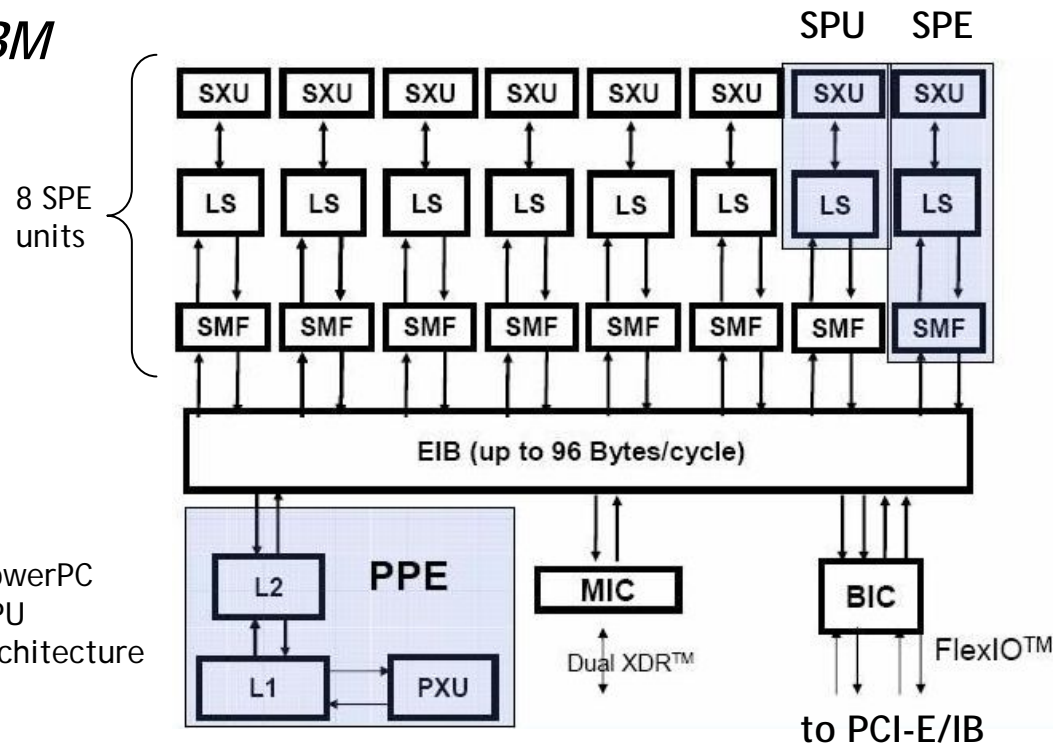 BM
SPU SPE
SXU SXU SXU SXU SXU SXU SXU SXU
8 SPE
units
LS LS LS LS LS LS LS LS
SMF SMF SMF SMF SMF SMF SMF SMF
EIB (up to 96 Bytes/cycle)
owerPC
PU
chitecture
PPE
L2
L1
PXU
MIC
Dual XDR™
BIC
FlexIO™
to PCI-E/IB